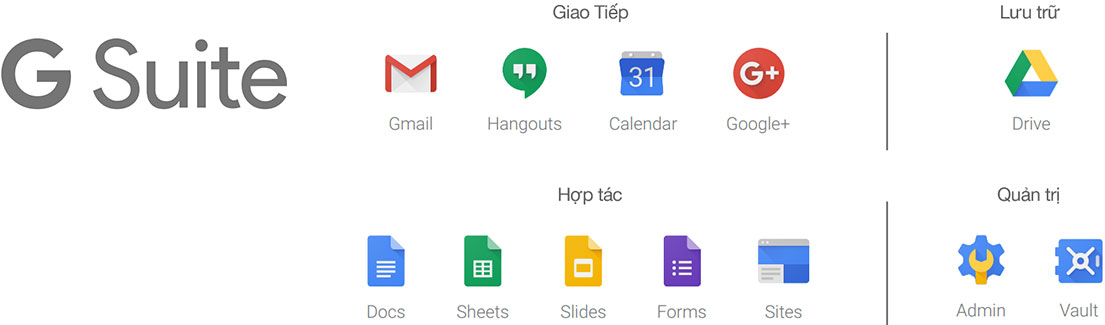 G Suite
Giao Tiếp
Lưu trữ
31
G+
Gmail
Hangouts
Calendar
Google+
Drive
Hợp tác
Quản trị
Docs
Sheets
Slides
Forms
Sites
Admin
Vault